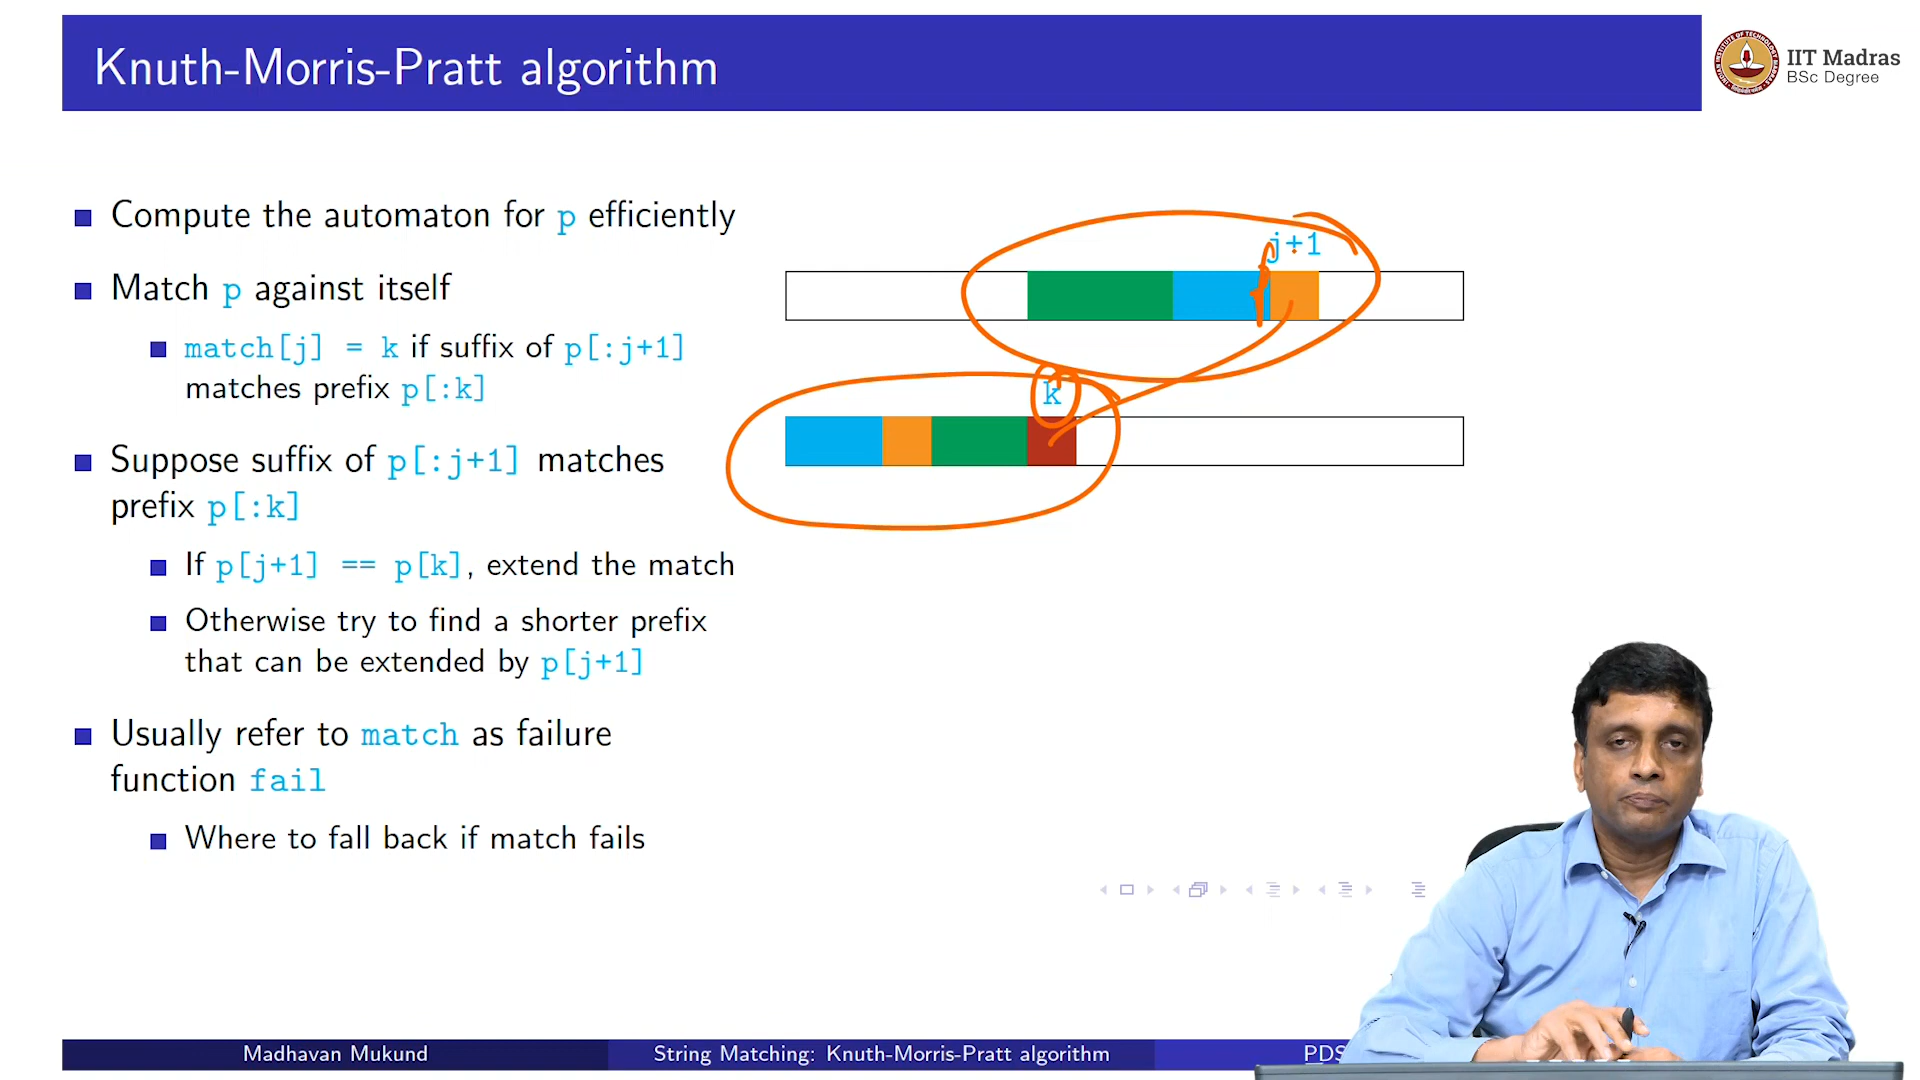 Knuth-Morris-Pratt algorithm
IIT Madras
BSc Degree
Compute the automaton for p efficiently
Match p against itself
match[j] = k if suffix of p[:j+1]
matches prefix p[:k]
Suppose suffix of p[:j+1] matches
prefix p[:k]
If p[j+1] == p[k], extend the match
Otherwise try to find a shorter prefix
that can be extended by p[j+1]
Usually refer to match as failure
function fail
Where to fall back if match fails
j+1
k
Madhavan Mukund
String Matching: Knuth-Morris-Pratt algorithm
PDS